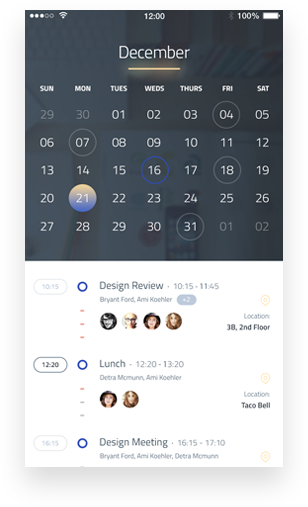 12:00 100%
December
SUN MON TUES WEDS THURS FRI SAT
29 30 01 02 03 04 05
06 07 08 09 10 11 12
13 14 15 16 17 18 19
20 21 22 23 24 25 26
27 28 29 30 31 01 02
10:15 Design Review · 10:15 - 11:45
Bryant Ford, Ami Koehler +2
Location:
3B, 2nd Floor
12:20 Lunch · 12:20 - 13:20
Detra Mcmunn, Ami Koehler
Location:
Taco Bell
16:15 Design Meeting · 16:15 - 17:10
Bryant Ford, Ami Koehler, Detra Mcmunn